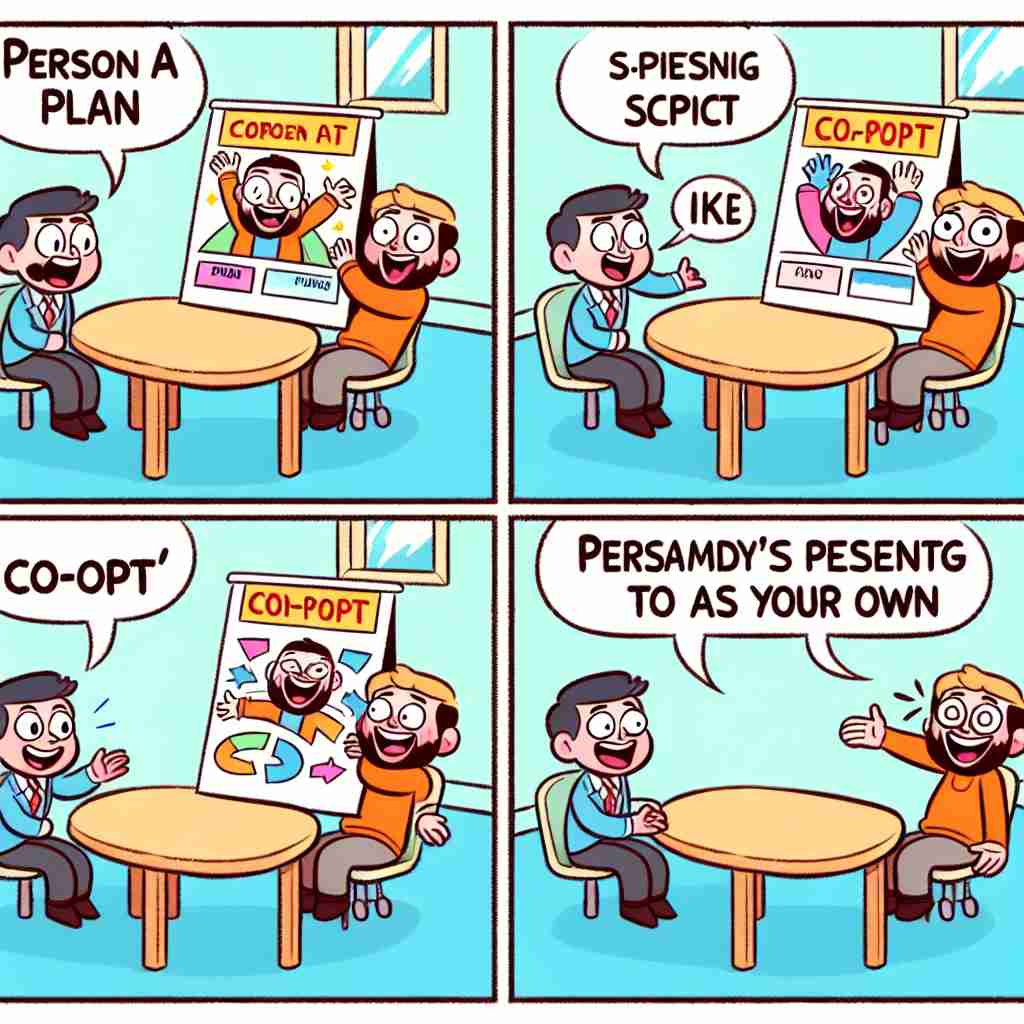 PERSON A
PLAN
COPOEN AT
S-PIESNIG
SCPICT
IKE
CO-POPT
CO-OPT'
COI-POPT
PERSAMDY'S PESENTG
TO AS YOUR OWN